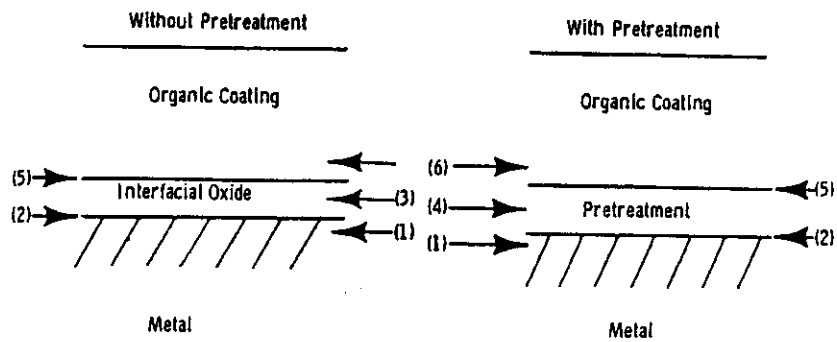 Without Pretreatment
Organic Coating
(5)
Interfacial Oxide
(3)
(2)
(1)
Metal
With Pretreatment
Organic Coating
(6)
(5)
(4)
Pretreatment
(1)
(2)
Metal